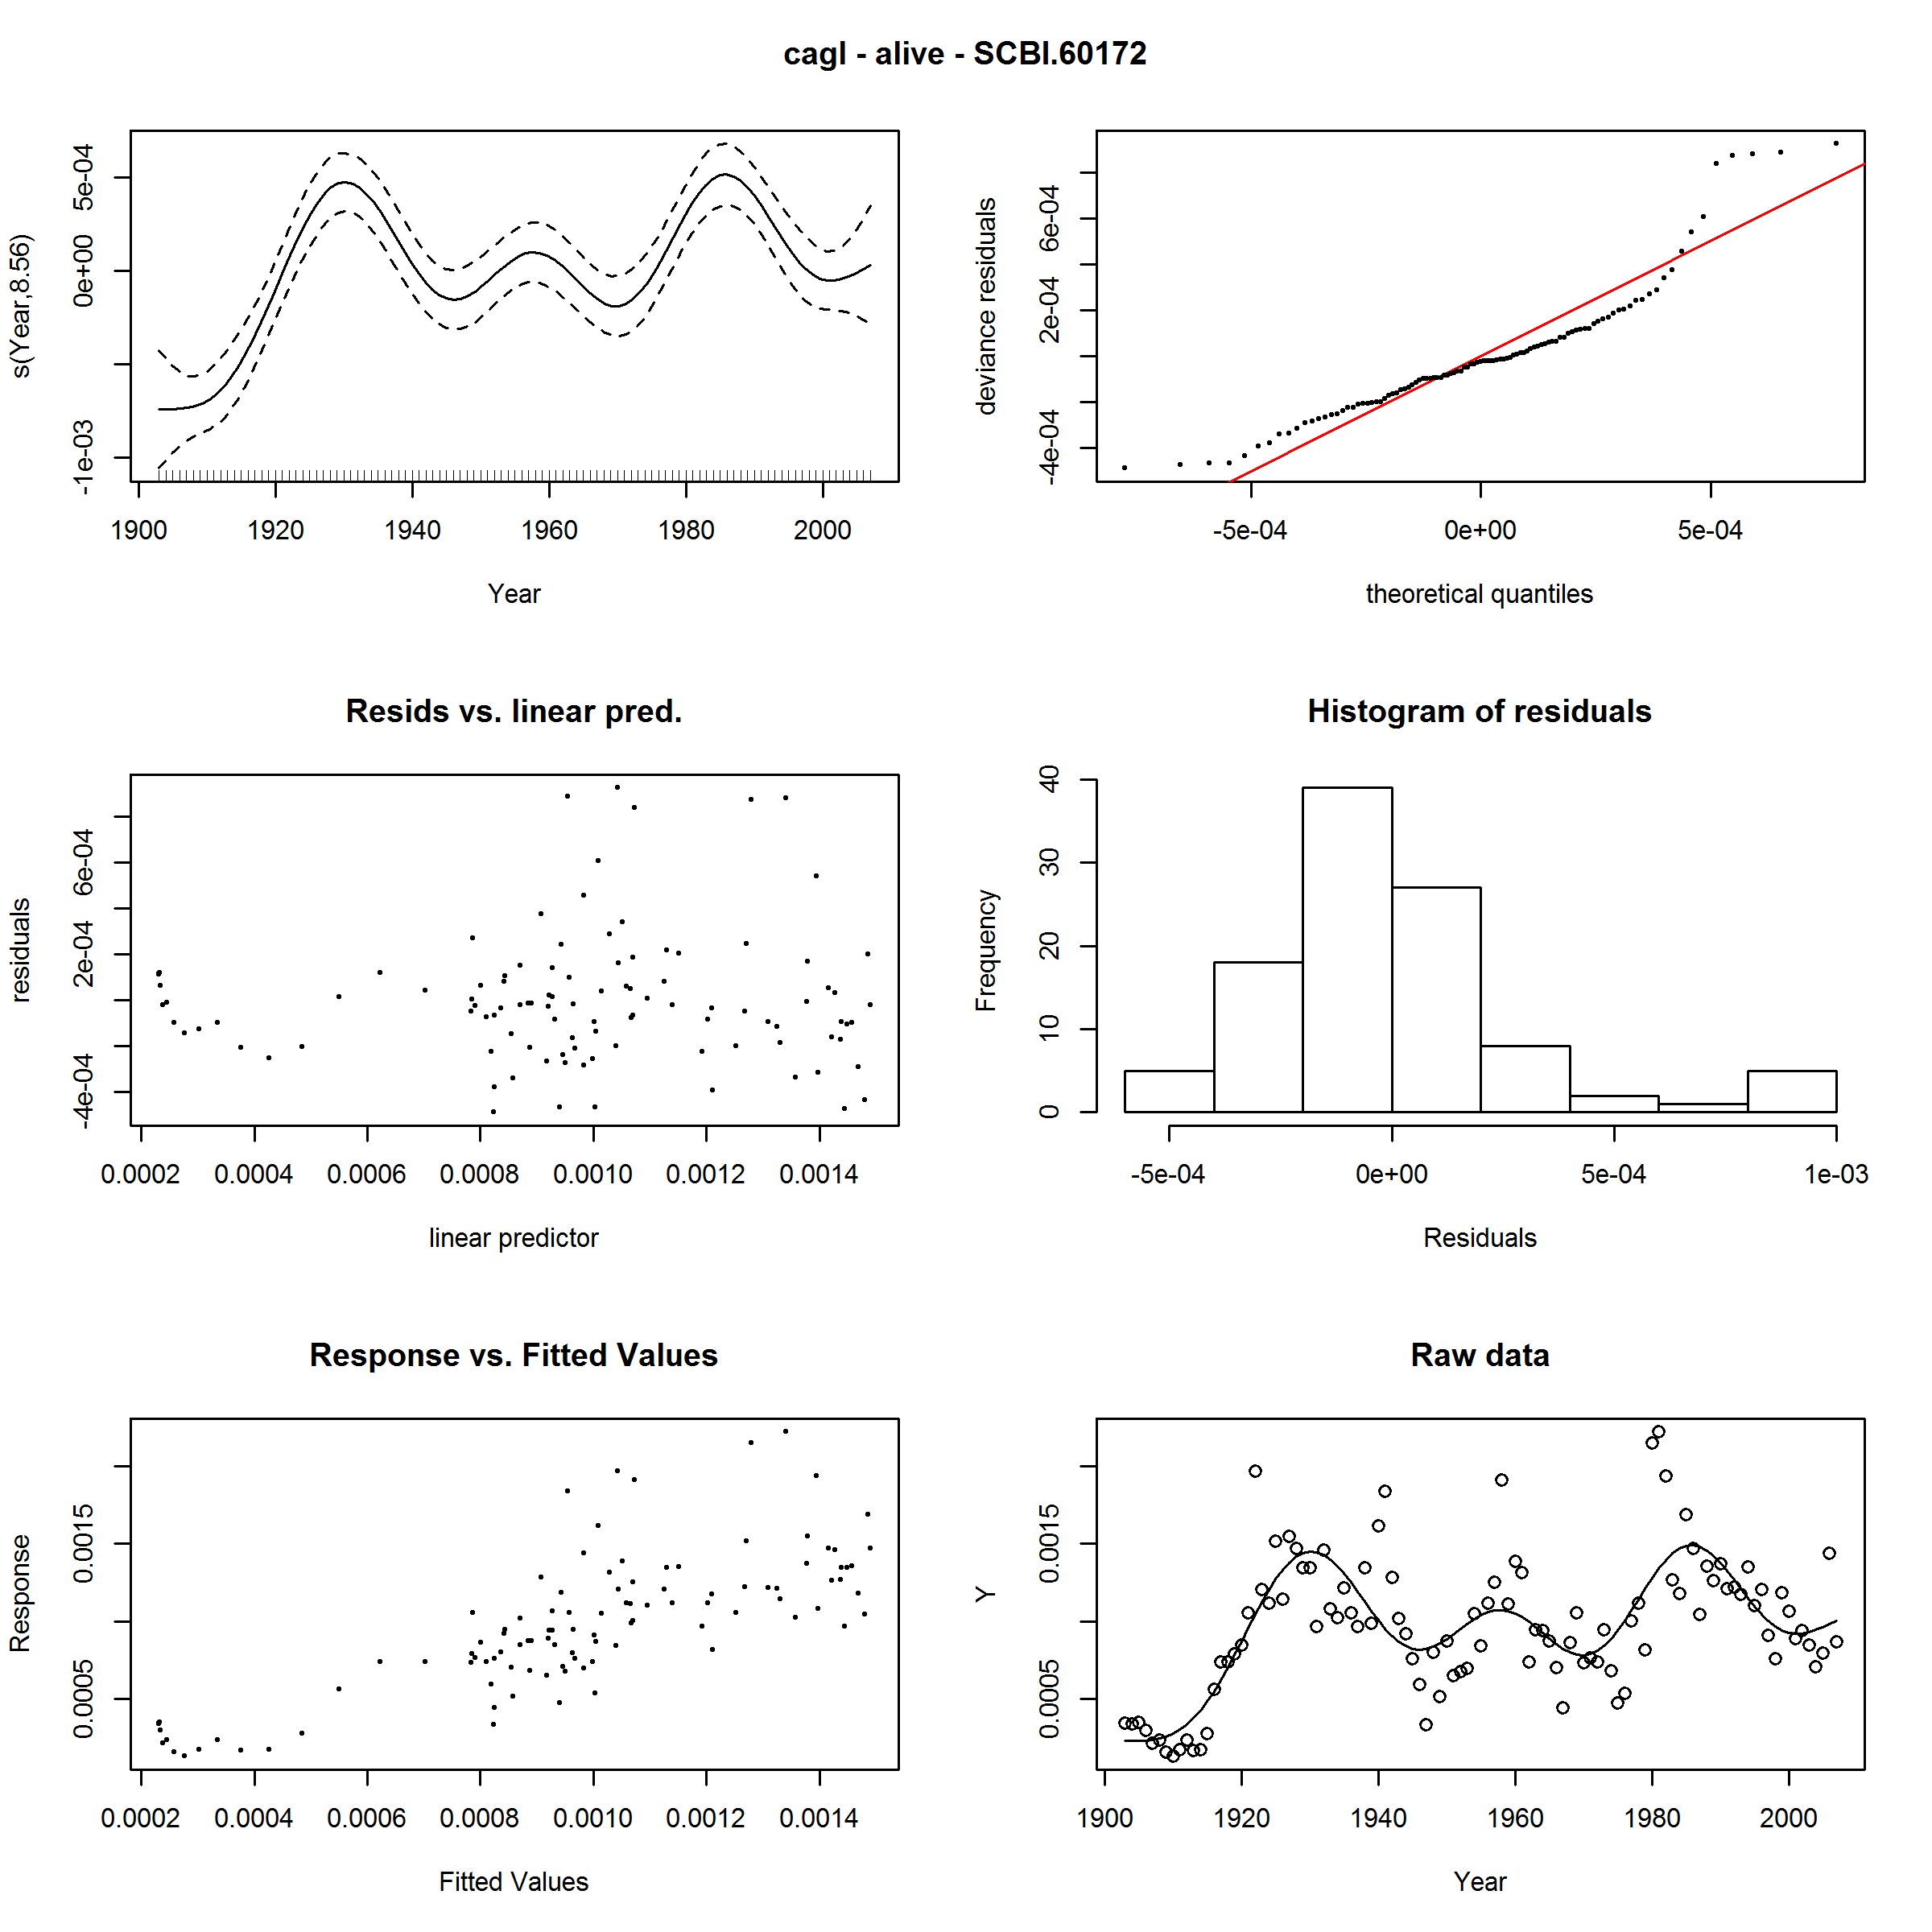 cagl - alive - SCBI.60172
s(Year,8.56)
-1e-03 0e+00 5e-04
1900 1920 1940 1960 1980 2000
Year
deviance residuals
-4e-04 2e-04 6e-04
-5e-04 0e+00 5e-04
theoretical quantiles
Resids vs. linear pred.
residuals
-4e-04 2e-04 6e-04
0.0002 0.0004 0.0006 0.0008 0.0010 0.0012 0.0014
linear predictor
Histogram of residuals
Frequency
0 10 20 30 40
-5e-04 0e+00 5e-04 1e-03
Residuals
Response vs. Fitted Values
Response
0.0005 0.0015
0.0002 0.0004 0.0006 0.0008 0.0010 0.0012 0.0014
Fitted Values
Raw data
Y
0.0005 0.0015
1900 1920 1940 1960 1980 2000
Year